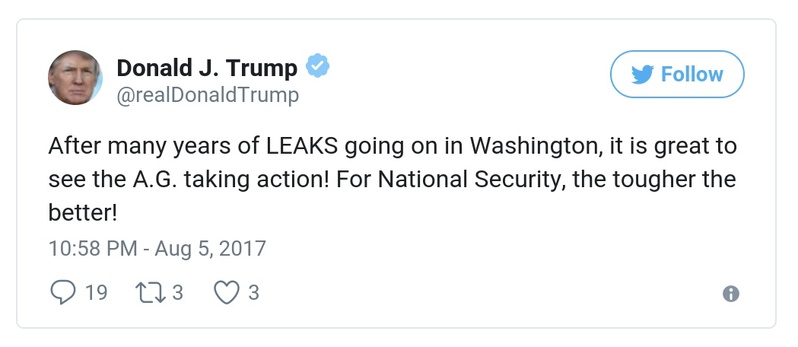 Donald J. Trump
@realDonaldTrump
Follow
After many years of LEAKS going on in Washington, it is great to
see the A.G. taking action! For National Security, the tougher the
better!
10:58 PM - Aug 5, 2017
19 3 3